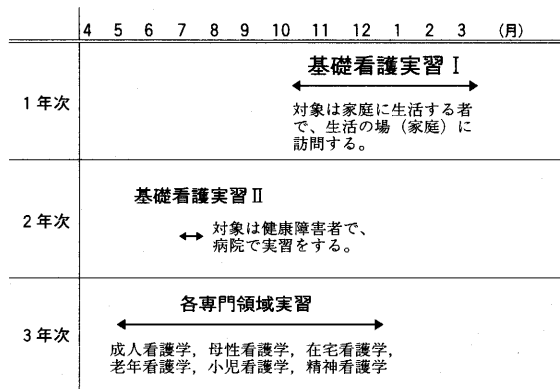 4 5 6 7 8 9 10 11 12 1 2 3 (月)
1年次
基礎看護実習Ⅰ
対象は家庭に生活する者
で、生活の場（家庭）に
訪問する。
2年次
基礎看護実習Ⅱ
対象は健康障害者で、
病院で実習をする。
3年次
各専門領域実習
成人看護学，母性看護学，在宅看護学，
老年看護学，小児看護学，精神看護学